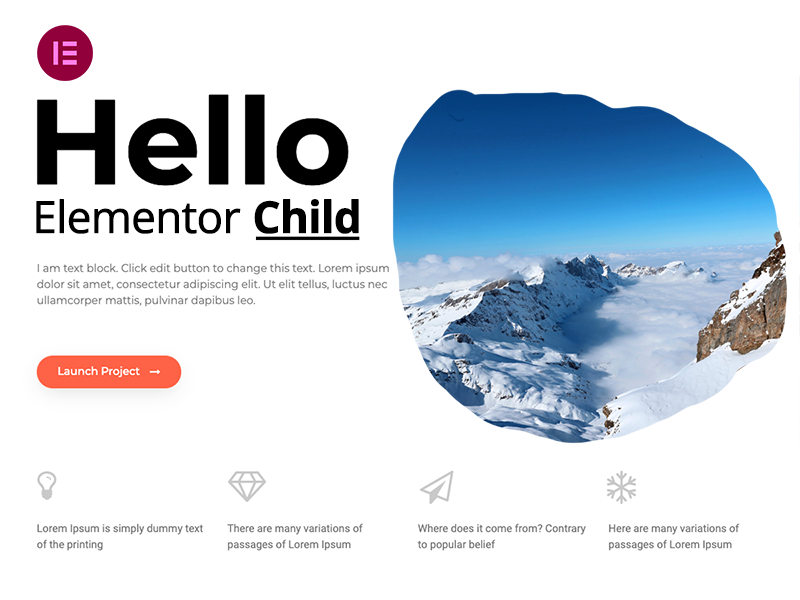 Hello
Elementor Child
I am text block. Click edit button to change this text. Lorem ipsum
dolor sit amet, consectetur adipiscing elit. Ut elit tellus, luctus nec
ullamcorper mattis, pulvinar dapibus leo.
Launch Project
Lorem Ipsum is simply dummy text
of the printing
There are many variations of
passages of Lorem Ipsum
Where does it come from? Contrary
to popular belief
Here are many variations of
passages of Lorem Ipsum